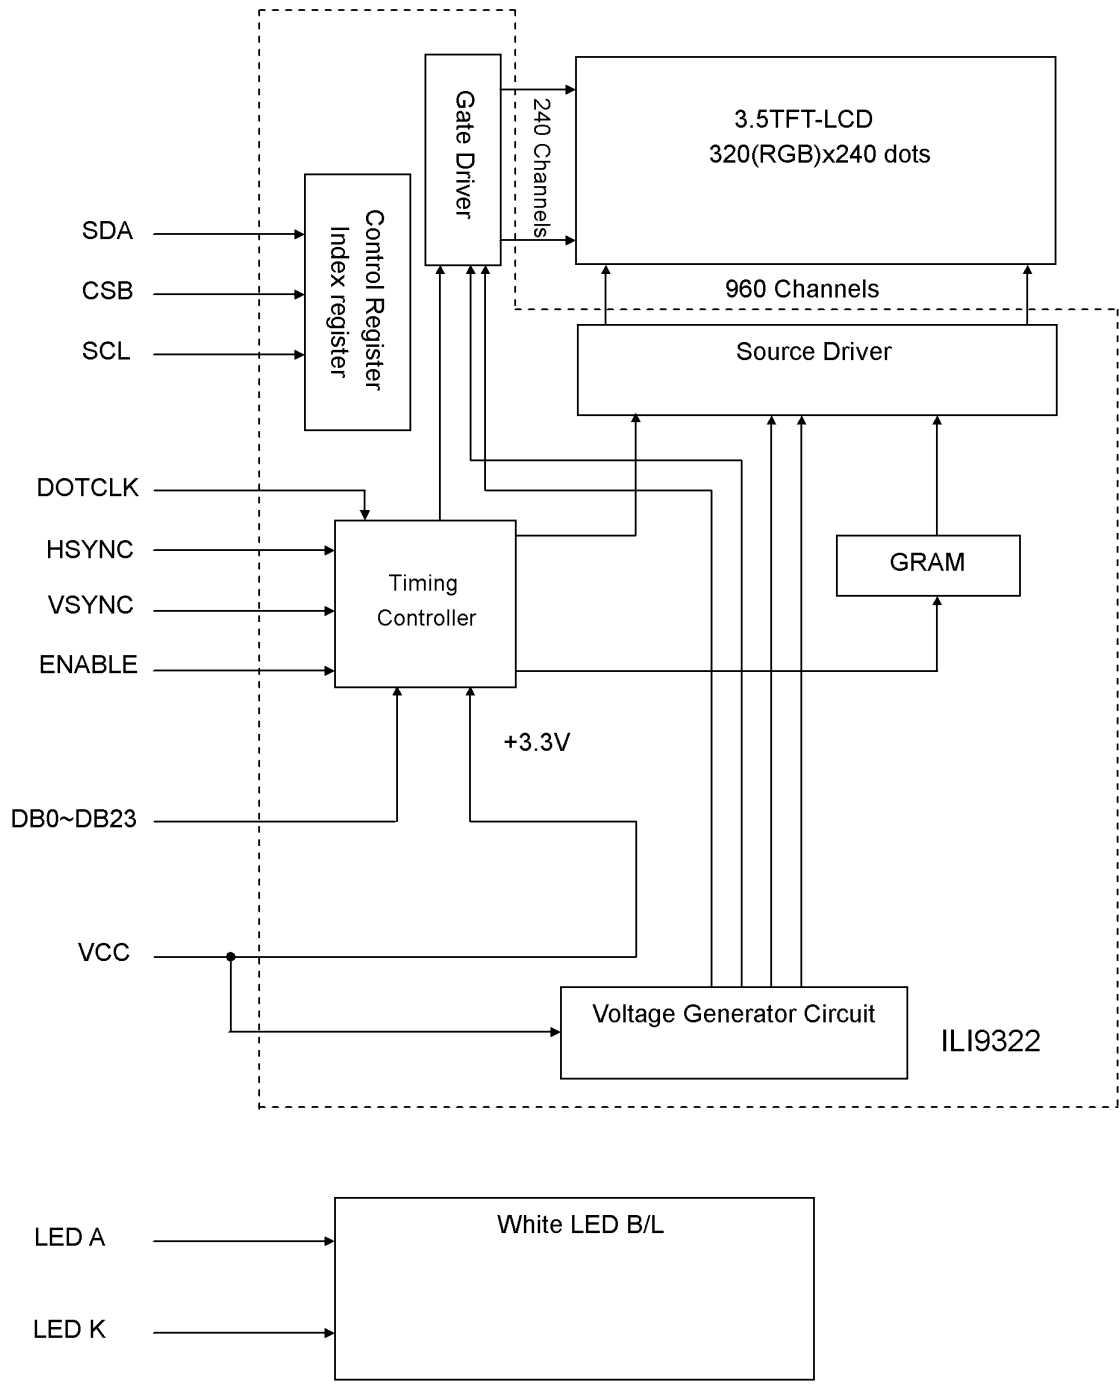 Gate Driver
240 Channels
3.5TFT-LCD
320(RGB)x240 dots
SDA
CSB
SCL
Control Register
Index register
960 Channels
Source Driver
DOTCLK
HSYNC
VSYNC
ENABLE
Timing
Controller
GRAM
+3.3V
DB0~DB23
VCC
Voltage Generator Circuit
ILI9322
LED A
White LED B/L
LED K